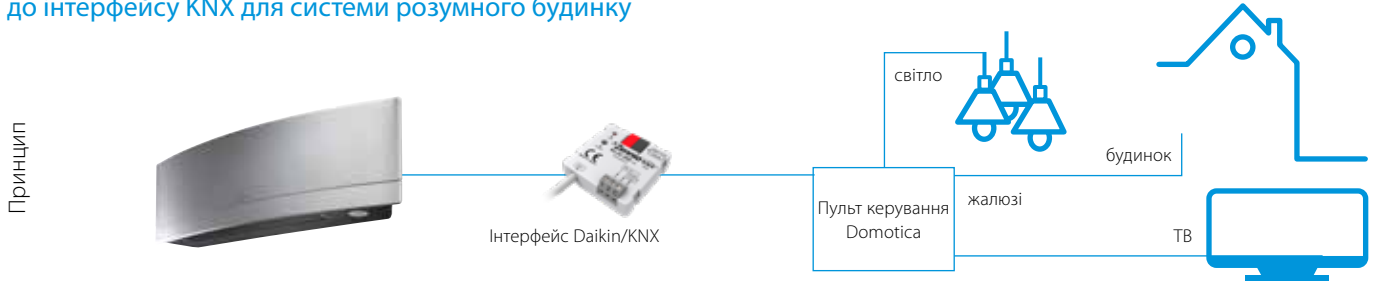 до інтерфейсу KNX для системи розумного будинку
Принцип
світло
будинок
жалюзі
Пульт керування
Domotica
Інтерфейс Daikin/KNX
ТВ